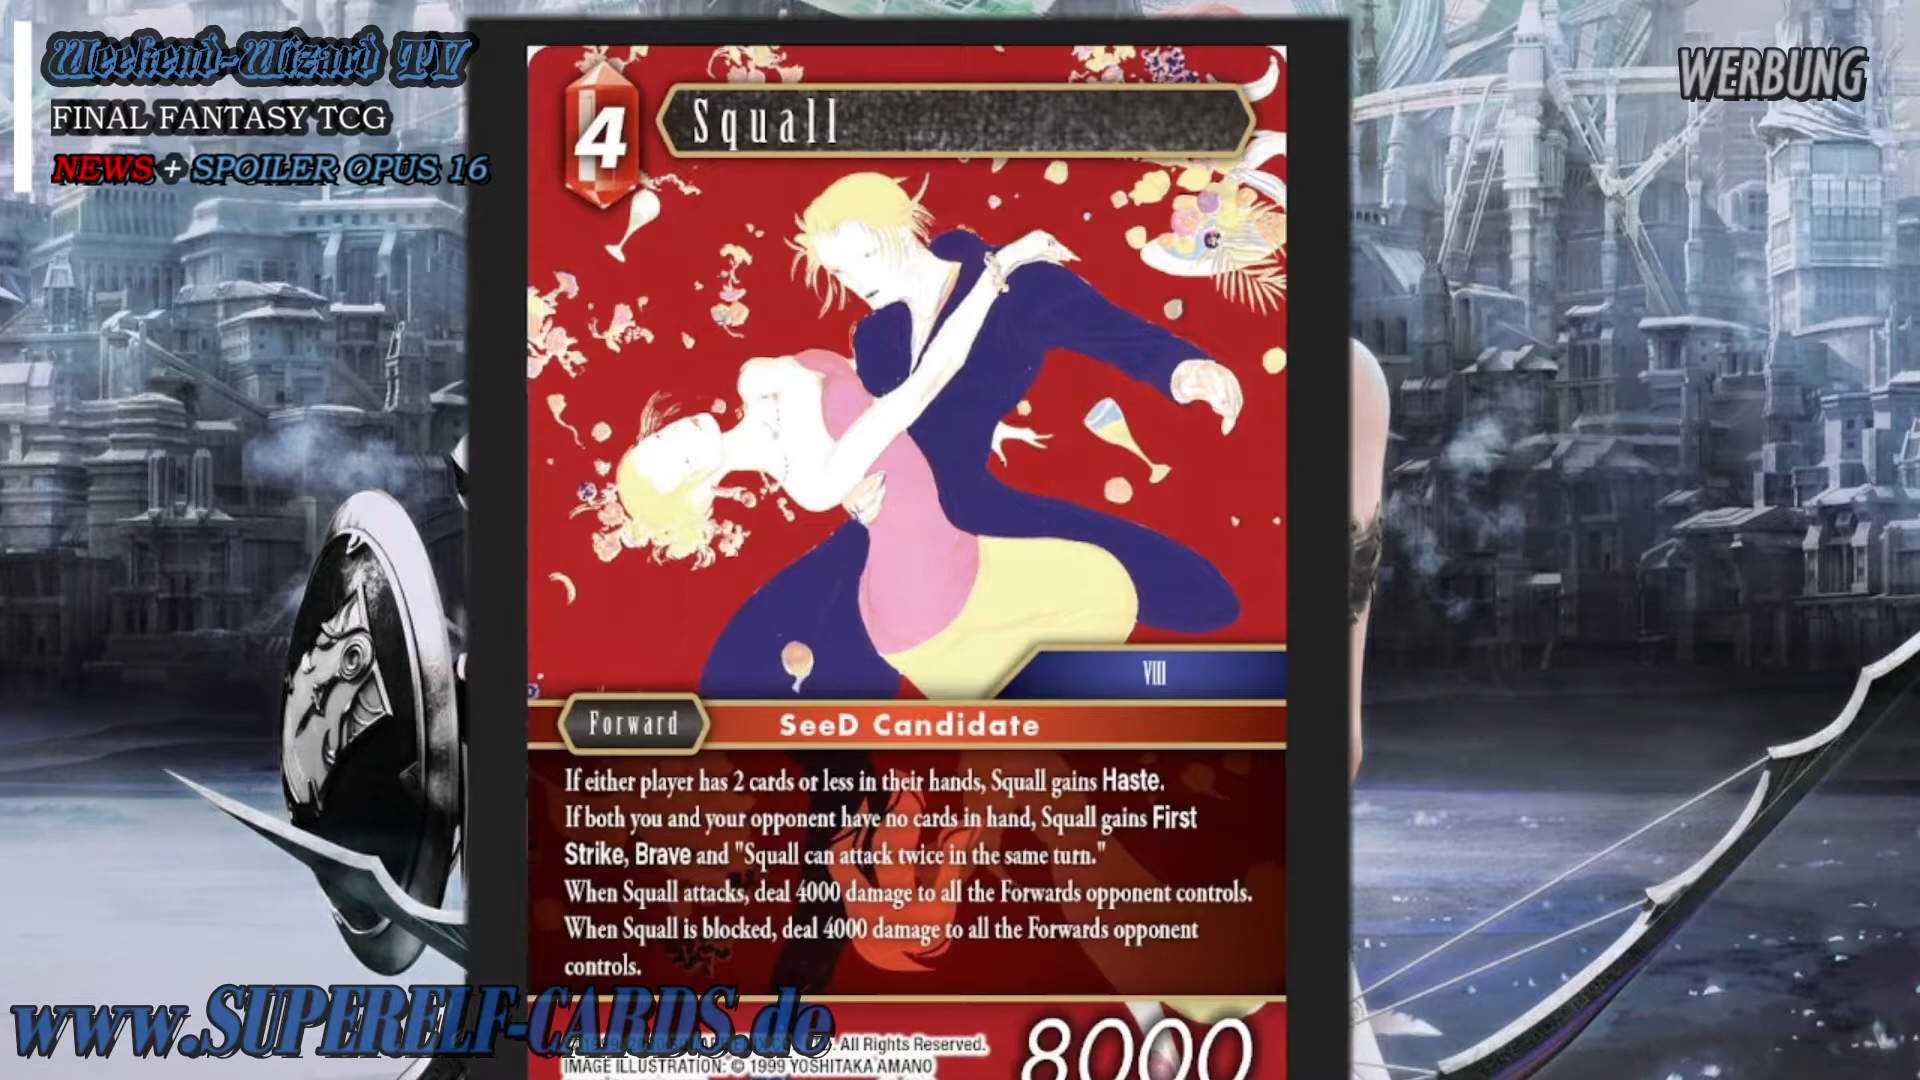 Weekend-Wizard TV
FINAL FANTASY TCG
NEWS + SPOILER OPUS 16
WERBUNG
4
Squall
VIII
Forward
SeeD Candidate
If either player has 2 cards or less in their hands, Squall gains Haste.
If both you and your opponent have no cards in hand, Squall gains First
Strike, Brave and "Squall can attack twice in the same turn."
When Squall attacks, deal 4000 damage to all the Forwards opponent controls.
When Squall is blocked, deal 4000 damage to all the Forwards opponent
controls.
www.SUPERELF-CARDS.de
All Rights Reserved.
IMAGE ILLUSTRATION: © 1999 YOSHITAKA AMANO
8000